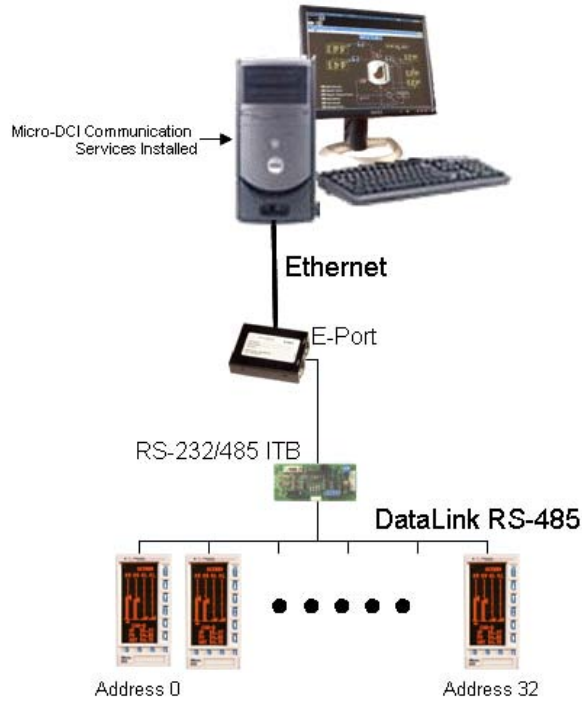 Micro-DCI Communication
Services Installed
Ethernet
E-Port
RS-232/485 ITB
DataLink RS-485
Address 0
Address 32